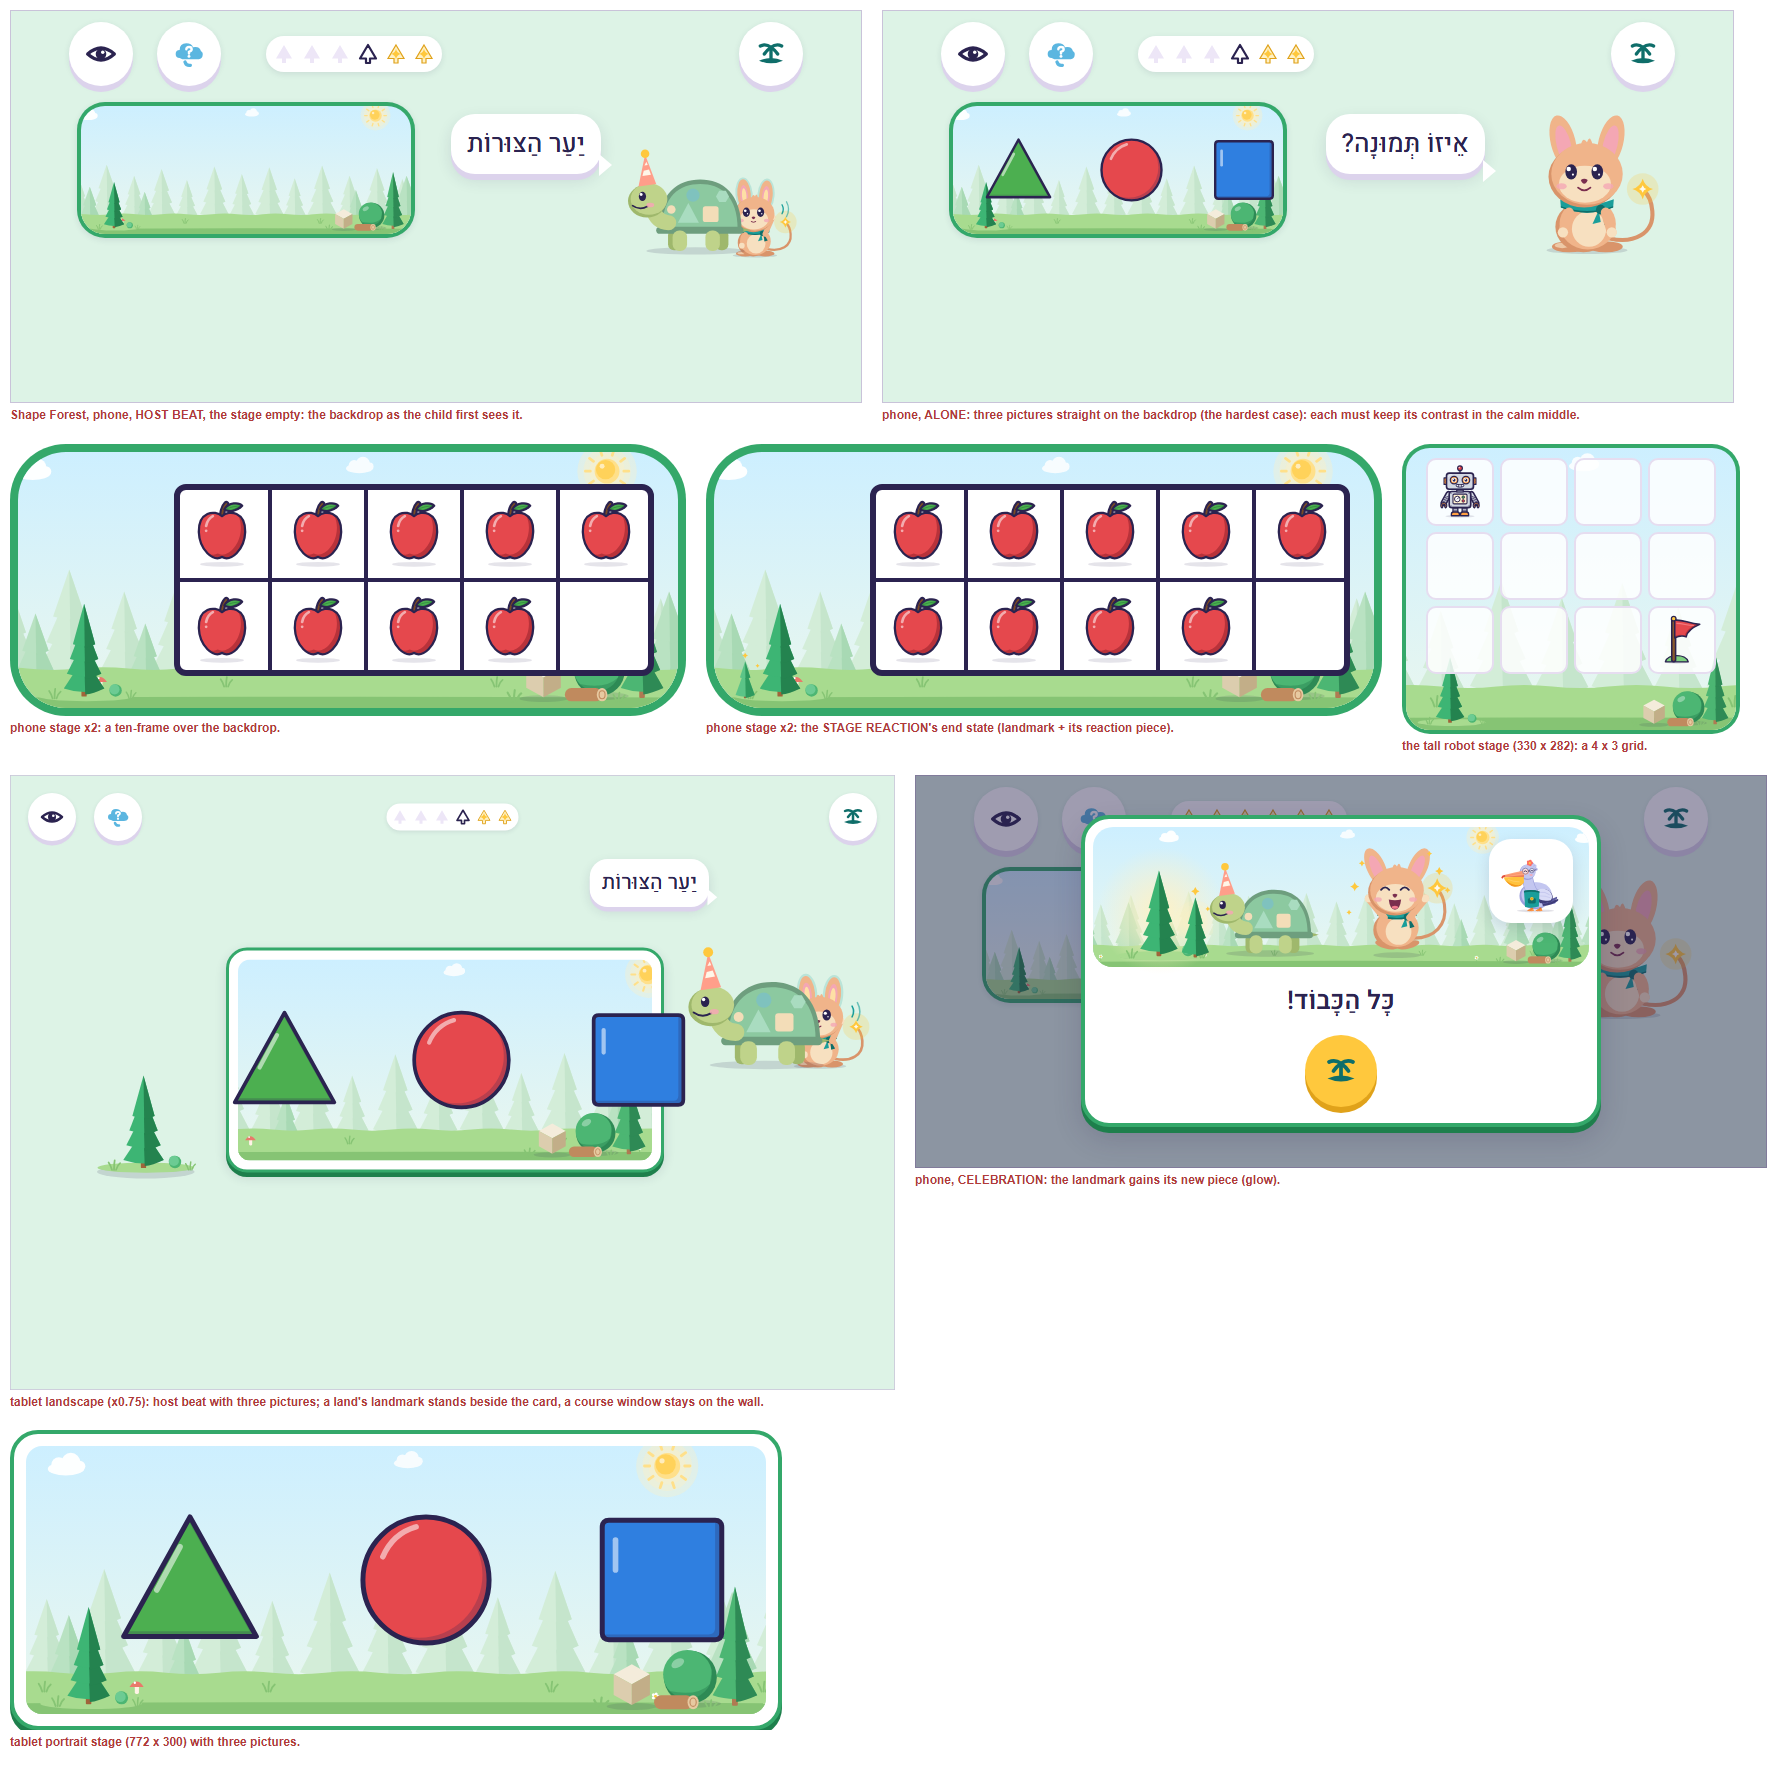 יַעַר הַצּוּרוֹת
אֵיזוֹ תְּמוּנָה?
Shape Forest, phone, HOST BEAT, the stage empty: the backdrop as the child first sees it.
phone, ALONE: three pictures straight on the backdrop (the hardest case): each must keep its contrast in the calm middle.
phone stage x2: a ten-frame over the backdrop.
phone stage x2: the STAGE REACTION's end state (landmark + its reaction piece).
the tall robot stage (330 x 282): a 4 x 3 grid.
יַעַר הַצּוּרוֹת
כָּל הַכָּבוֹד!
phone, CELEBRATION: the landmark gains its new piece (glow).
tablet landscape (x0.75): host beat with three pictures; a land's landmark stands beside the card, a course window stays on the wall.
tablet portrait stage (772 x 300) with three pictures.